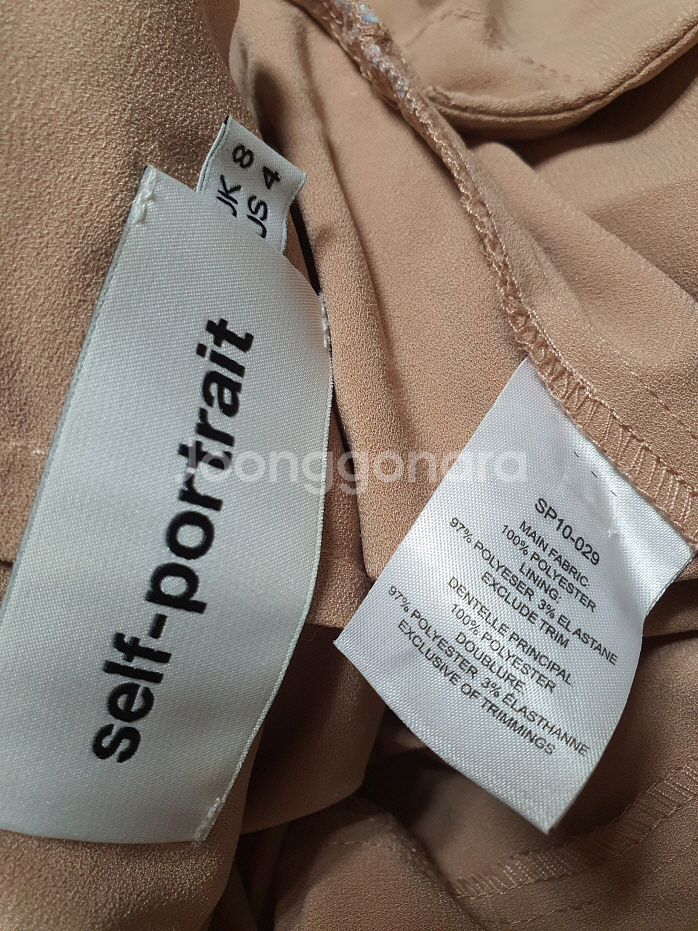 UK 8
US 4
self-portrait
Joonggonara
SP10-029
MAIN FABRIC
100% POLYESTER
LINING
97% POLYESER 3% ELASTANE
EXCLUDE TRIM
DENTELLE PRINCIPAL
100% POLYESTER
DOUBLURE
97% POLYESTER 3% ÉLASTHANNE
EXCLUSIVE OF TRIMMINGS